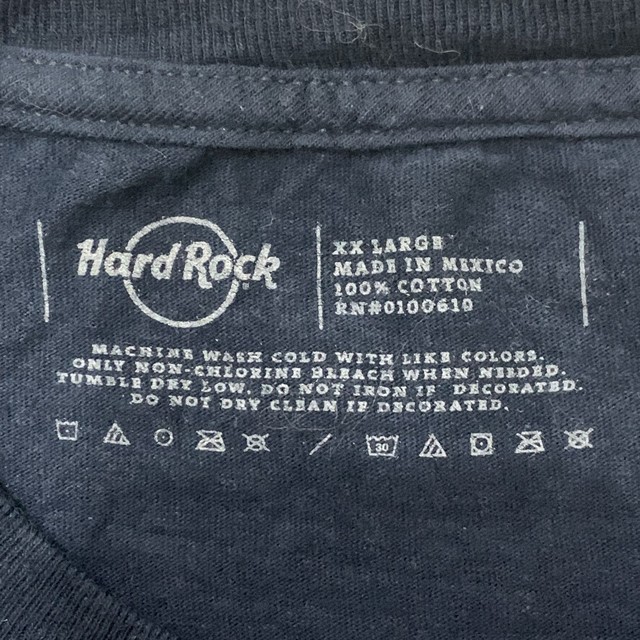 Hard Rock
XX LARGE
MADE IN MEXICO
100% COTTON
RN#0100610
MACHINE WASH COLD WITH LIKE COLORS.
ONLY NON-CHLORINE BLEACH WHEN NEEDED.
TUMBLE DRY LOW. DO NOT IRON IF DECORATED.
DO NOT DRY CLEAN IF DECORATED.
30